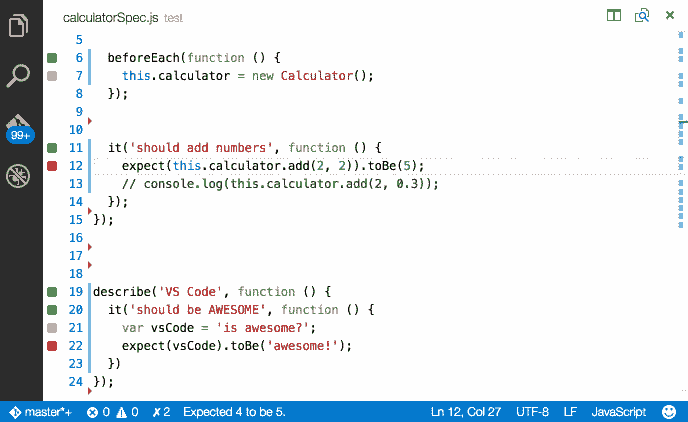 calculatorSpec.js test
5
6 beforeEach(function () {
7 this.calculator = new Calculator();
8 });
9
10
11 it('should add numbers', function () {
12 expect(this.calculator.add(2, 2)).toBe(5);
13 // console.log(this.calculator.add(2, 0.3));
14 });
15 });
16
17
18
19 describe('VS Code', function () {
20 it('should be AWESOME', function () {
21 var vsCode = 'is awesome?';
22 expect(vsCode).toBe('awesome!');
23 })
24 });
99+
master*+ 0 0 ✗2 Expected 4 to be 5. Ln 12, Col 27 UTF-8 LF JavaScript